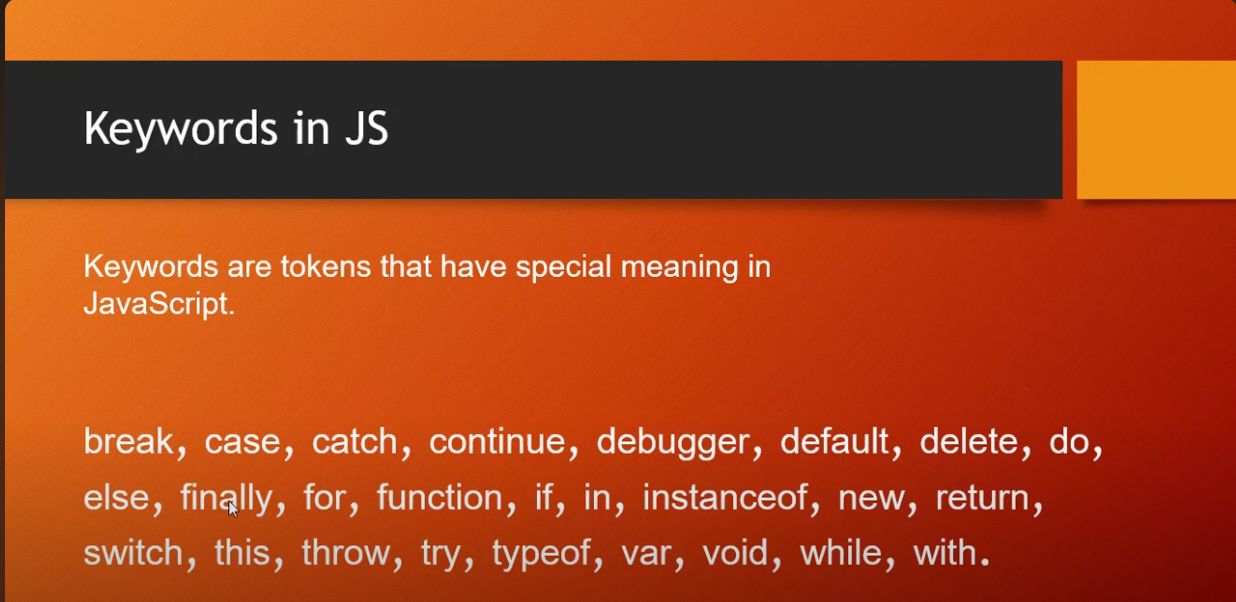 Keywords in JS
Keywords are tokens that have special meaning in
JavaScript.
break, case, catch, continue, debugger, default, delete, do,
else, finally, for, function, if, in, instanceof, new, return,
switch, this, throw, try, typeof, var, void, while, with.